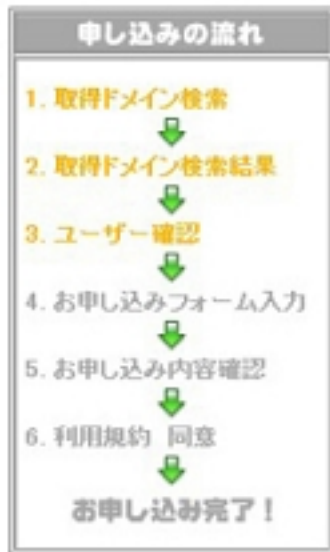 申し込みの流れ
1. 取得ドメイン検索
2. 取得ドメイン検索結果
3. ユーザー確認
4. お申し込みフォーム入力
5. お申し込み内容確認
6. 利用規約 同意
お申し込み完了！